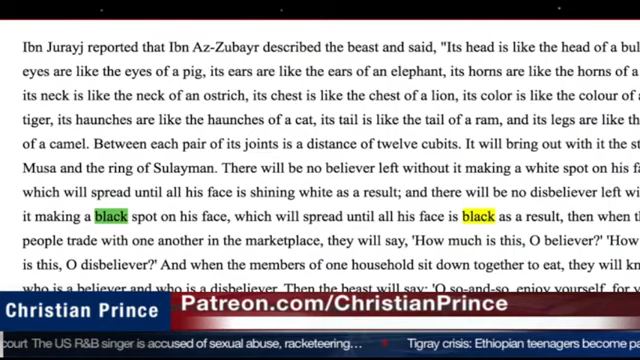 Ibn Jurayj reported that Ibn Az-Zubayr described the beast and said, "Its head is like the head of a bul
eyes are like the eyes of a pig, its ears are like the ears of an elephant, its horns are like the horns of a
its neck is like the neck of an ostrich, its chest is like the chest of a lion, its color is like the colour of
tiger, its haunches are like the haunches of a cat, its tail is like the tail of a ram, and its legs are like
of a camel. Between each pair of its joints is a distance of twelve cubits. It will bring out with it the
Musa and the ring of Sulayman. There will be no believer left without it making a white spot on his
which will spread until all his face is shining white as a result; and there will be no disbeliever left
it making a black spot on his face, which will spread until all his face is black as a result, then when
people trade with one another in the marketplace, they will say, 'How much is this, O believer?'
is this, O disbeliever?' And when the members of one household sit down together to eat, they will
who is a believer and who is a disbeliever. Then the beast will say: 'O so-and-so, enjoy yourself, for
Christian Prince
Patreon.com/ChristianPrince
court The US R&B singer is accused of sexual abuse, racketeering…
Tigray crisis: Ethiopian teenagers become